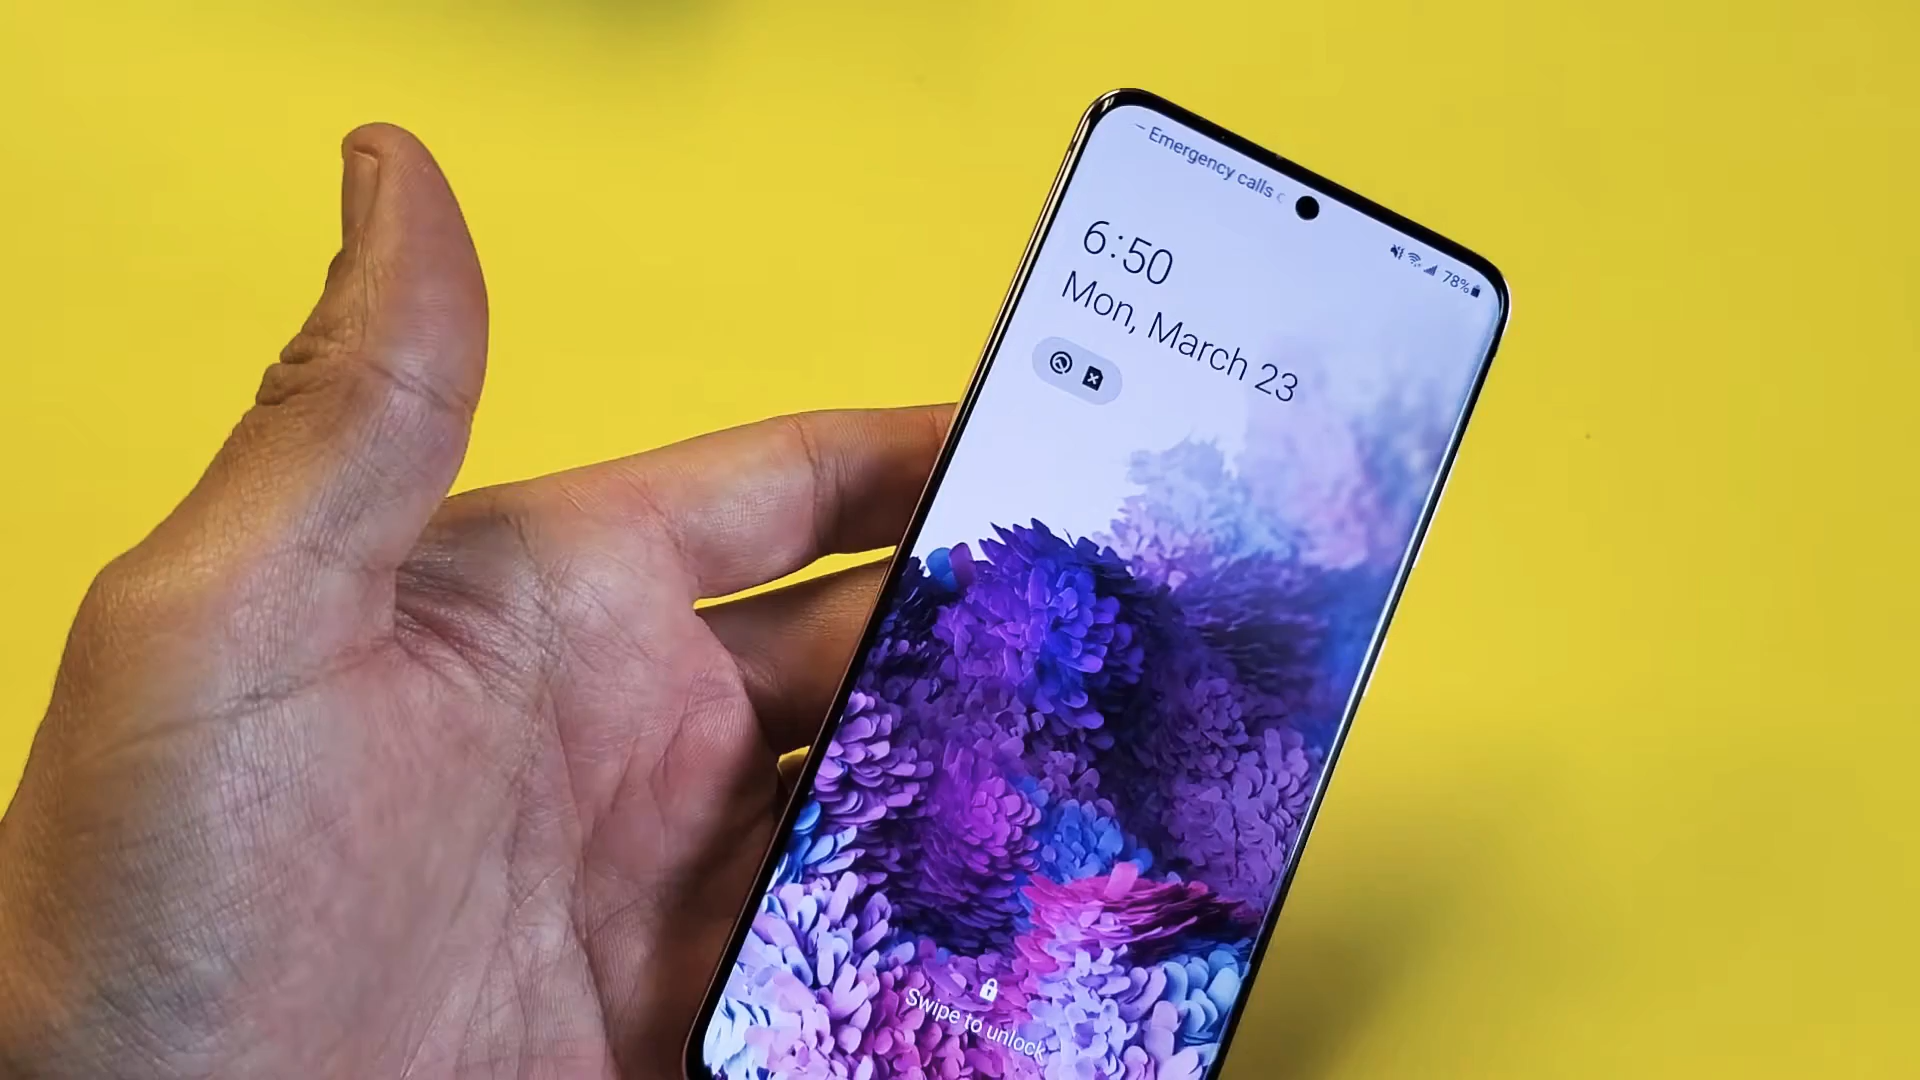 – Emergency calls
78%
6:50
Mon, March 23
Swipe to unlock